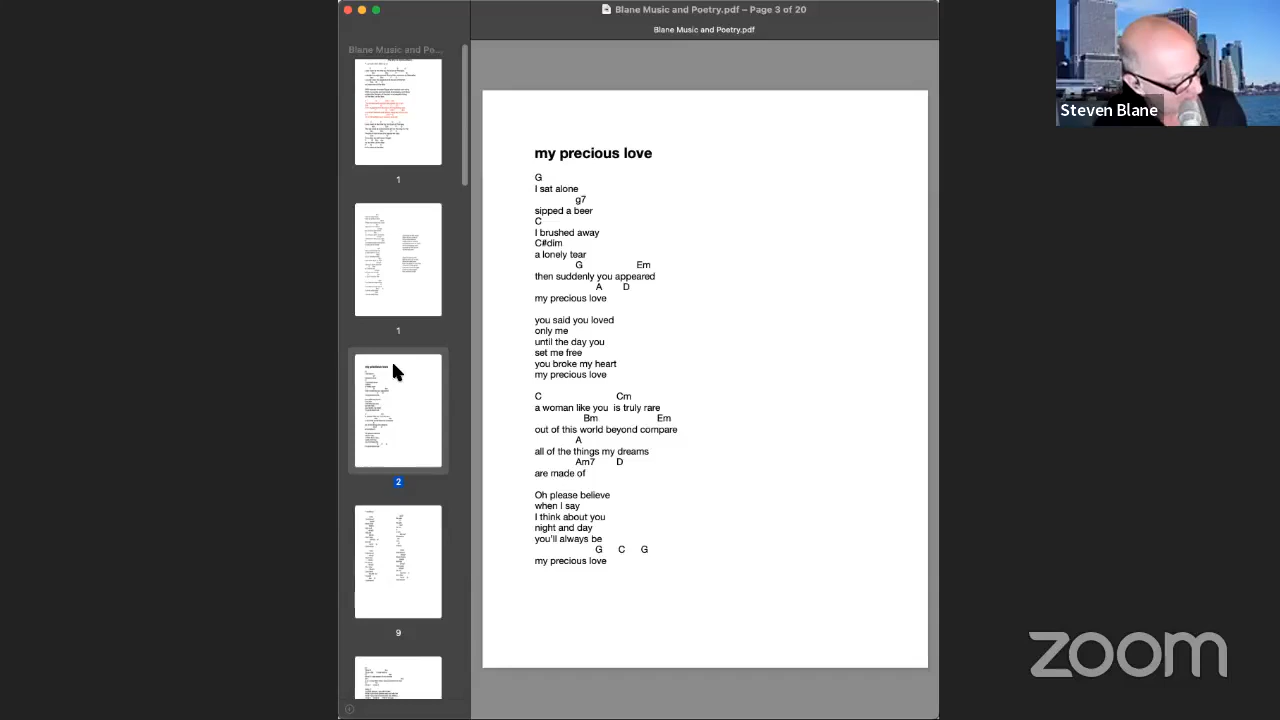 Blane Music and Poetry.pdf – Page 3 of 20
Blane Music and Poetry.pdf
Blane Music and Po...
1
1
2
9
my precious love
G
I sat alone
g7
sipped a beer
C
I brushed away
C#dim
a lonely tear
G Em
then suddenly you appeared
A D
my precious love
you said you loved
only me
until the day you
set me free
you broke my heart
my precious love
C Cm
a woman like you is truly rare
Bm Em
out of this world beyond compare
A
all of the things my dreams
Am7 D
are made of
Oh please believe
when I say
I think about you
night and day
you'll always be
G C G
my precious love
Steven Blane
zoom